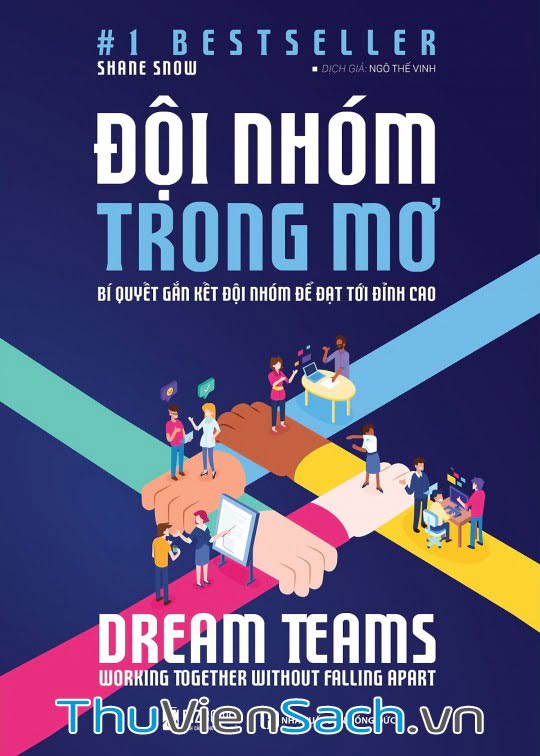 #1 BESTSELLER
SHANE SNOW
■ DỊCH GIẢ: NGÔ THẾ VINH
ĐỘI NHÓM
TRONG MƠ
BÍ QUYẾT GẮN KẾT ĐỘI NHÓM ĐỂ ĐẠT TỚI ĐỈNH CAO
DREAM TEAMS
WORKING TOGETHER WITHOUT FALLING APART
ThuVienSach.vn